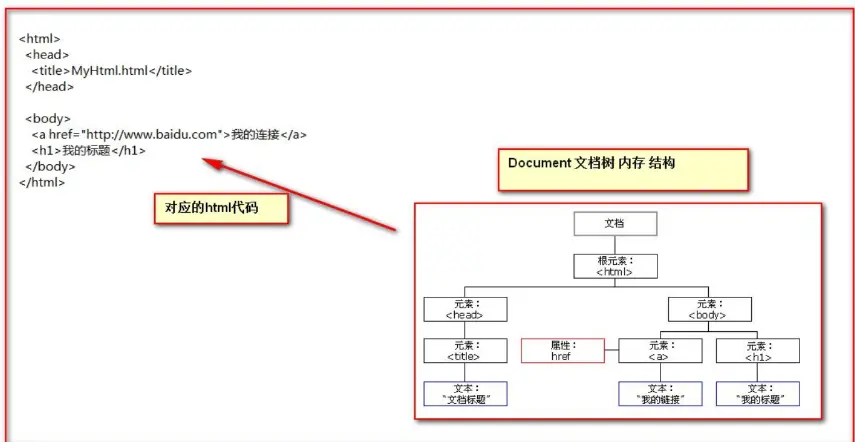 <html>
<head>
<title>MyHtml.html</title>
</head>
<body>
<a href="http://www.baidu.com">我的连接</a>
<h1>我的标题</h1>
</body>
</html>
对应的html代码
Document 文档树 内存 结构
文档
根元素：
<html>
元素：
<head>
元素：
<body>
元素：
<title>
属性：
href
元素：
<a>
元素：
<h1>
文本：
“文档标题”
文本：
“我的链接”
文本：
“我的标题”